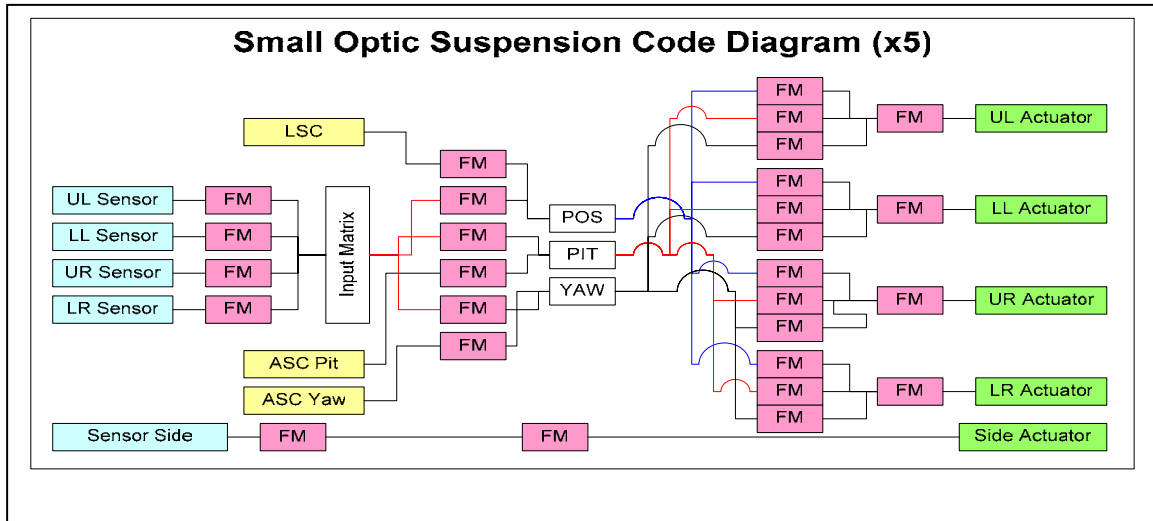 Small Optic Suspension Code Diagram (x5)
FM
FM
FM
FM
UL Actuator
LSC
FM
UL Sensor
FM
FM
LL Sensor
FM
FM
UR Sensor
FM
FM
LR Sensor
FM
FM
FM
Input Matrix
POS
PIT
YAW
FM
FM
FM
FM
LL Actuator
FM
FM
FM
FM
UR Actuator
ASC Pit
ASC Yaw
FM
FM
FM
FM
LR Actuator
Sensor Side
FM
FM
Side Actuator